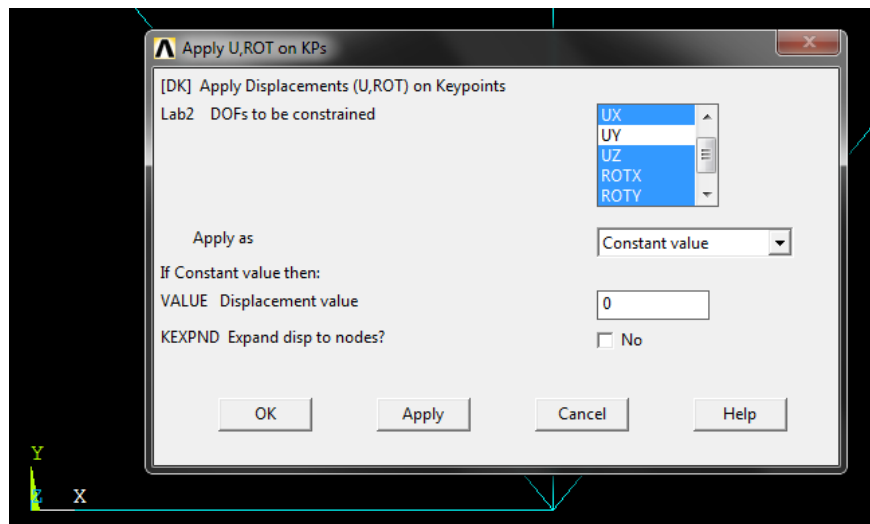 Apply U,ROT on KPs
[DK] Apply Displacements (U,ROT) on Keypoints
Lab2 DOFs to be constrained
UX
UY
UZ
ROTX
ROTY
Apply as
Constant value
If Constant value then:
VALUE Displacement value
0
KEXPND Expand disp to nodes?
No
OK Apply Cancel Help
Y
Z X